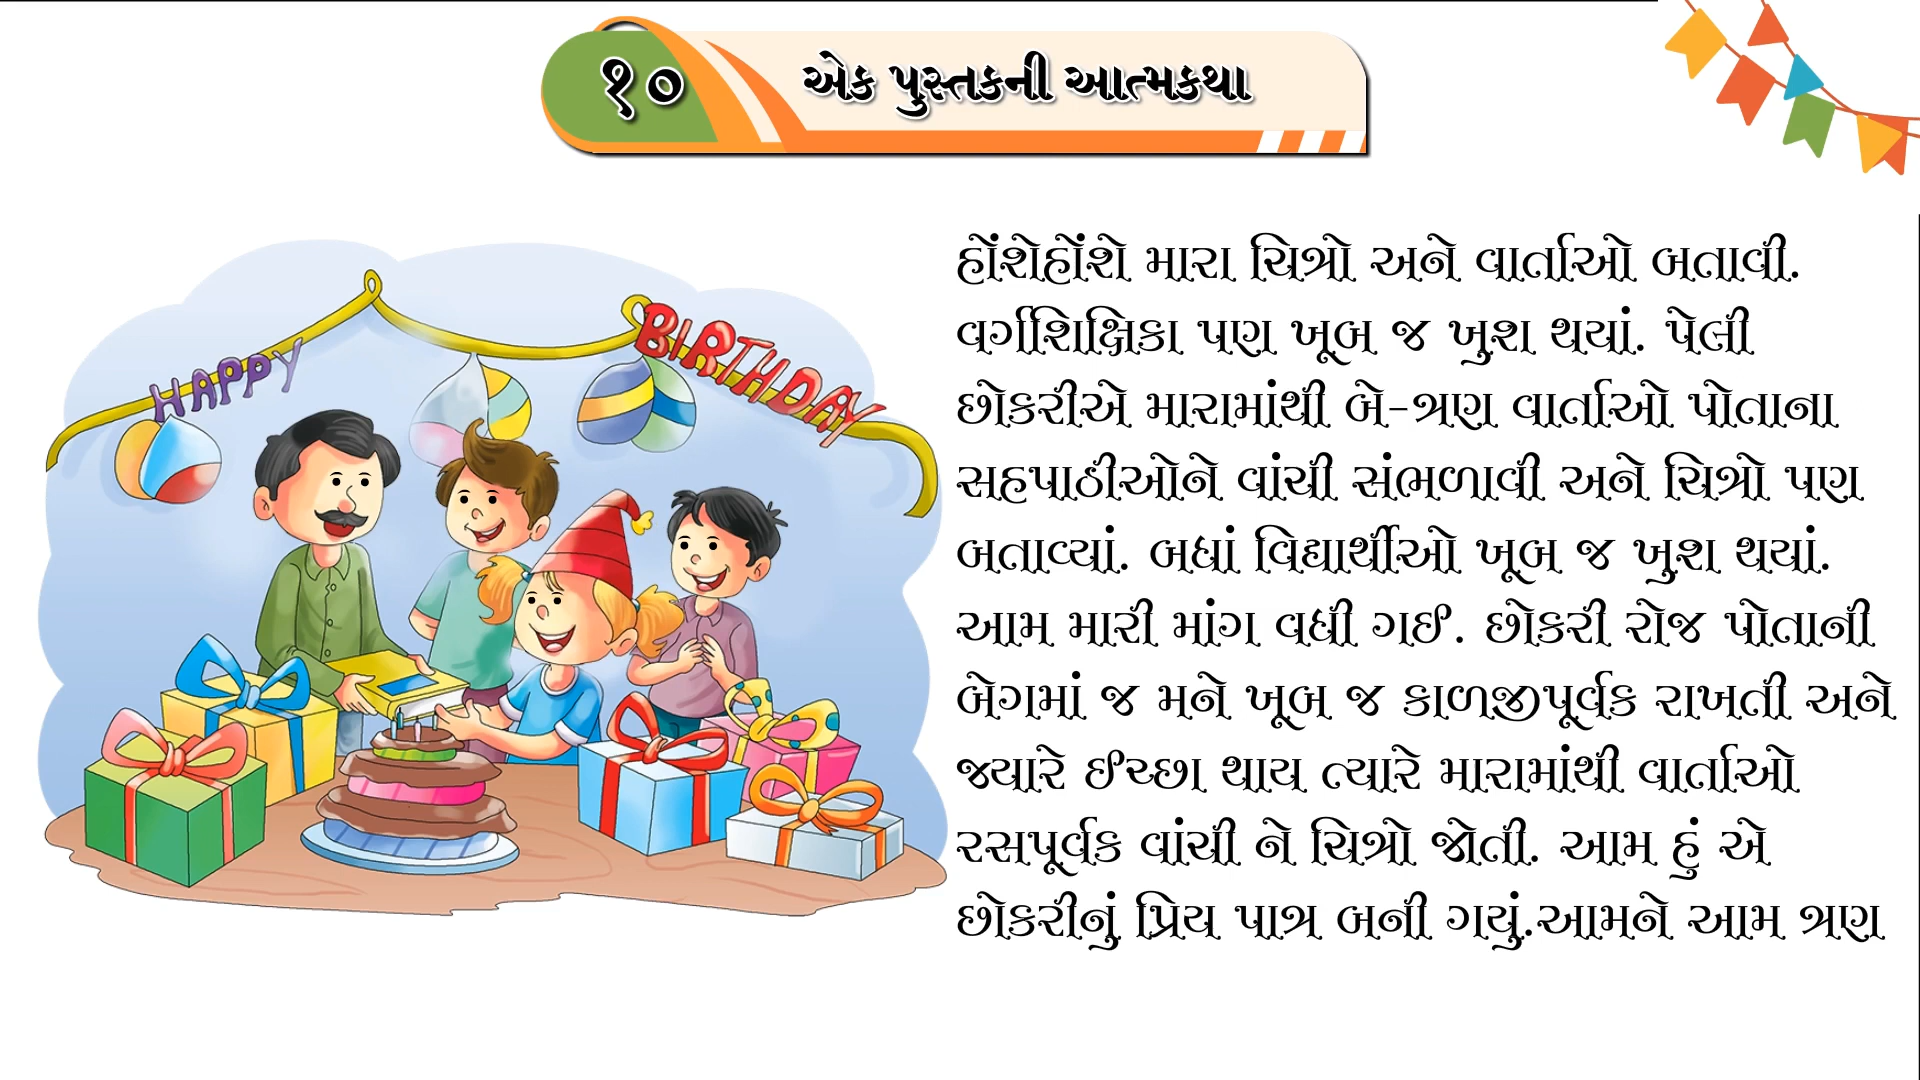 ૧૦ એક પુસ્તકની આત્મકથા
HAPPY BIRTHDAY
હોંશેહોંશે મારા ચિત્રો અને વાર્તાઓ બતાવી.
વર્ગશિક્ષિકા પણ ખૂબ જ ખુશ થયાં. પેલી
છોકરીએ મારામાંથી બે-ત્રણ વાર્તાઓ પોતાના
સહપાઠીઓને વાંચી સંભળાવી અને ચિત્રો પણ
બતાવ્યાં. બધાં વિદ્યાર્થીઓ ખૂબ જ ખુશ થયાં.
આમ મારી માંગ વધી ગઈ. છોકરી રોજ પોતાની
બેગમાં જ મને ખૂબ જ કાળજીપૂર્વક રાખતી અને
જ્યારે ઈચ્છા થાય ત્યારે મારામાંથી વાર્તાઓ
રસપૂર્વક વાંચી ને ચિત્રો જોતી. આમ હું એ
છોકરીનું પ્રિય પાત્ર બની ગયું.આમને આમ ત્રણ